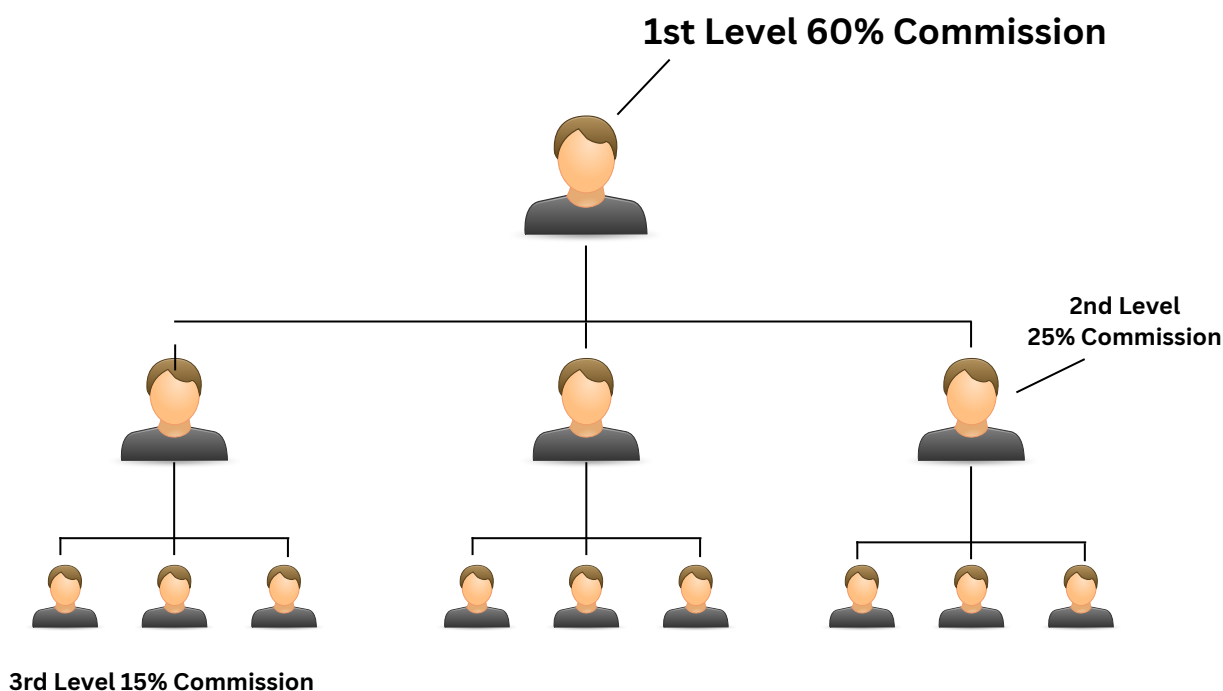 1st Level 60% Commission
2nd Level
25% Commission
3rd Level 15% Commission